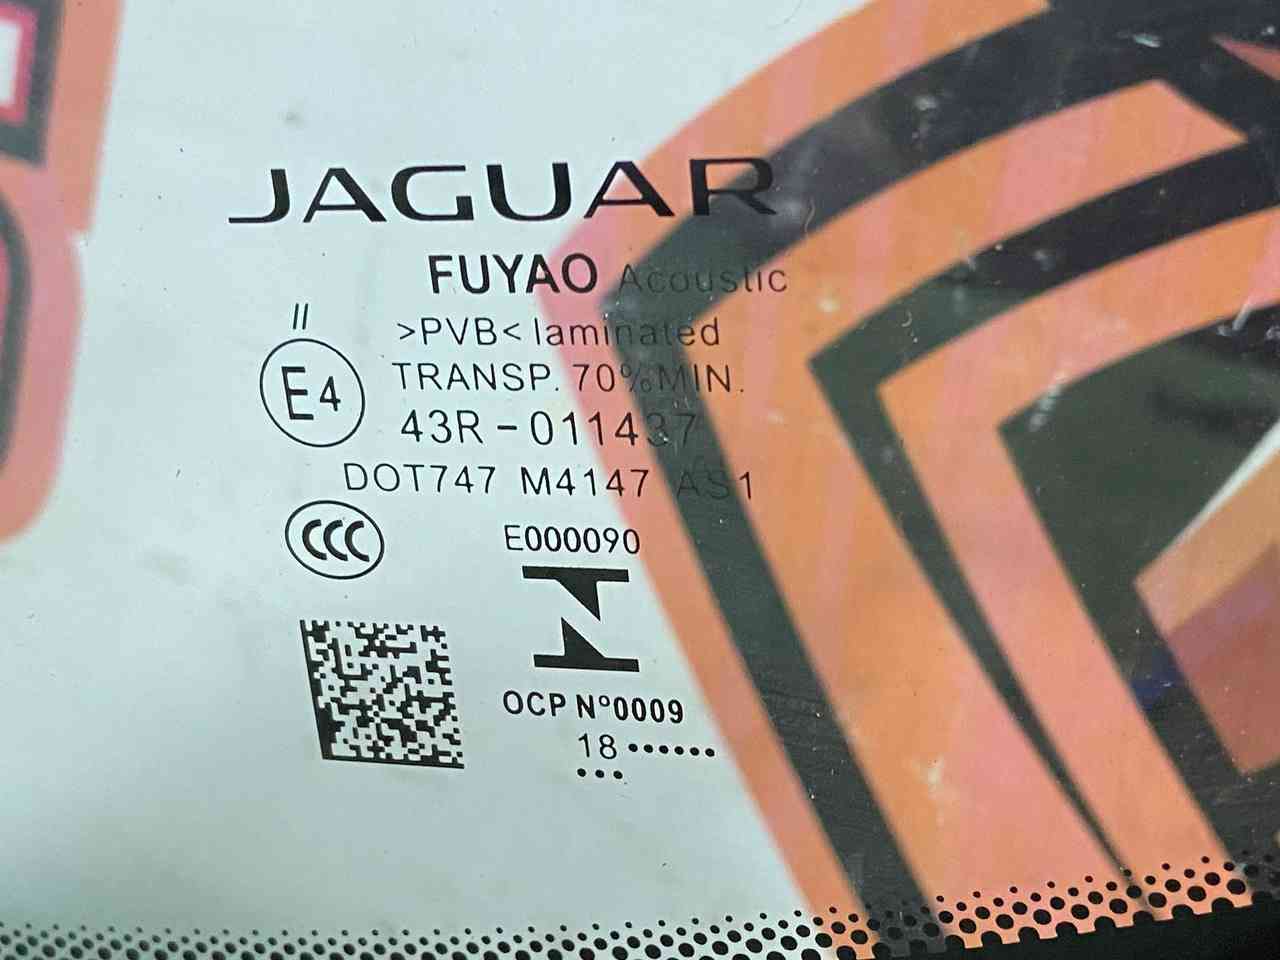 JAGUAR
FUYAO Acoustic
II
>PVB< laminated
E4
TRANSP. 70% MIN.
43R-011437
DOT747 M4147 AS1
CCC
E000090
OCP Nº0009
18 ······
···